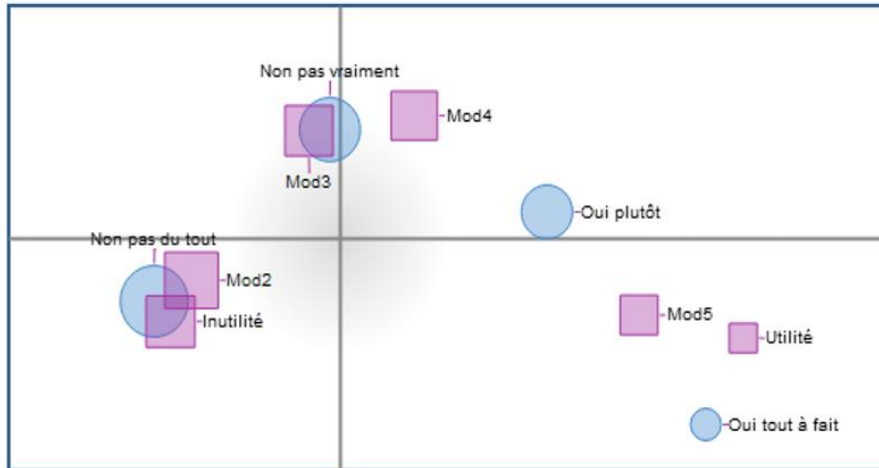 Non pas vraiment
Mod4
Mod3
Oui plutôt
Non pas du tout
Mod2
Inutilité
Mod5
Utilité
Oui tout à fait